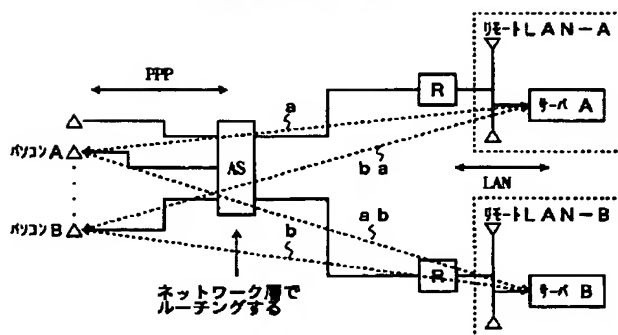 リモートLAN-A
PPP
R
サーバ A
a
パソコンA
AS
b a
LAN
a b
リモートLAN-B
パソコンB
b
R
サーバ B
ネットワーク層で
ルーチングする